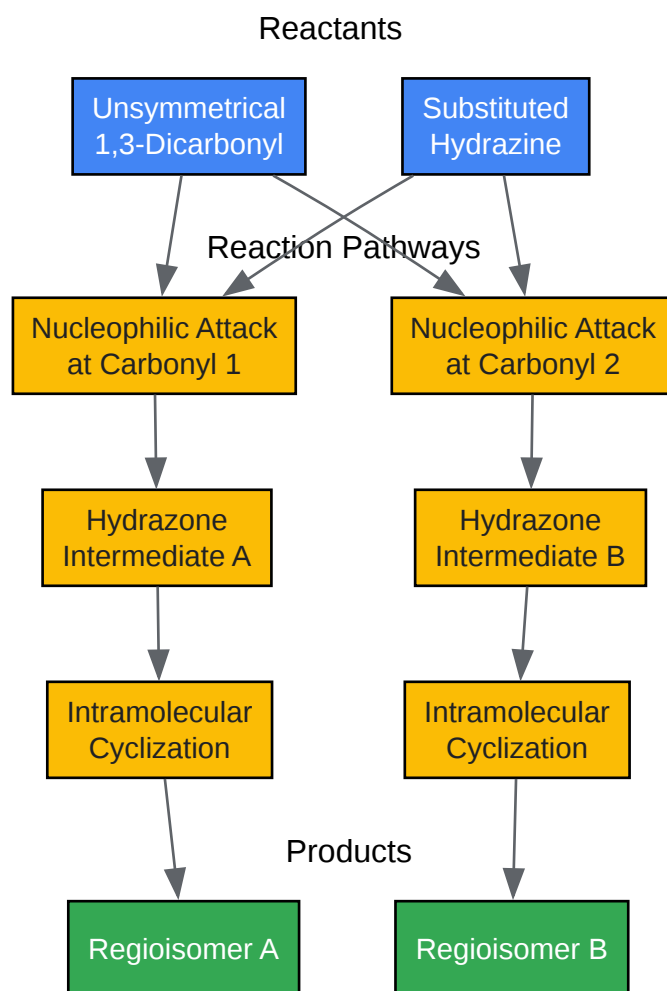 Reactants
Unsymmetrical
1,3-Dicarbonyl
Substituted
Hydrazine
Reaction Pathways
Nucleophilic Attack
at Carbonyl 1
Nucleophilic Attack
at Carbonyl 2
Hydrazone
Intermediate A
Hydrazone
Intermediate B
Intramolecular
Cyclization
Intramolecular
Cyclization
Products
Regioisomer A
Regioisomer B